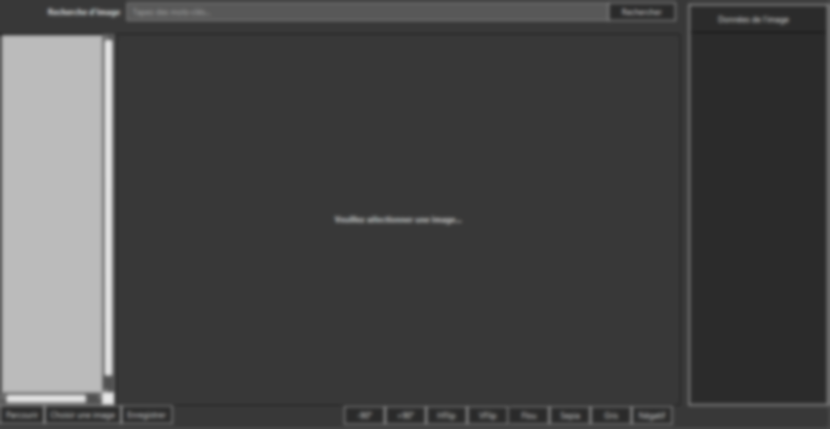 Recherche d'image
Tapez des mots clés...
Rechercher
Données de l'image
Veuillez sélectionner une image...
Parcourir
Choisir une image
Enregistrer
-90°
+90°
HFlip
VFlip
Flou
Sepia
Gris
Négatif